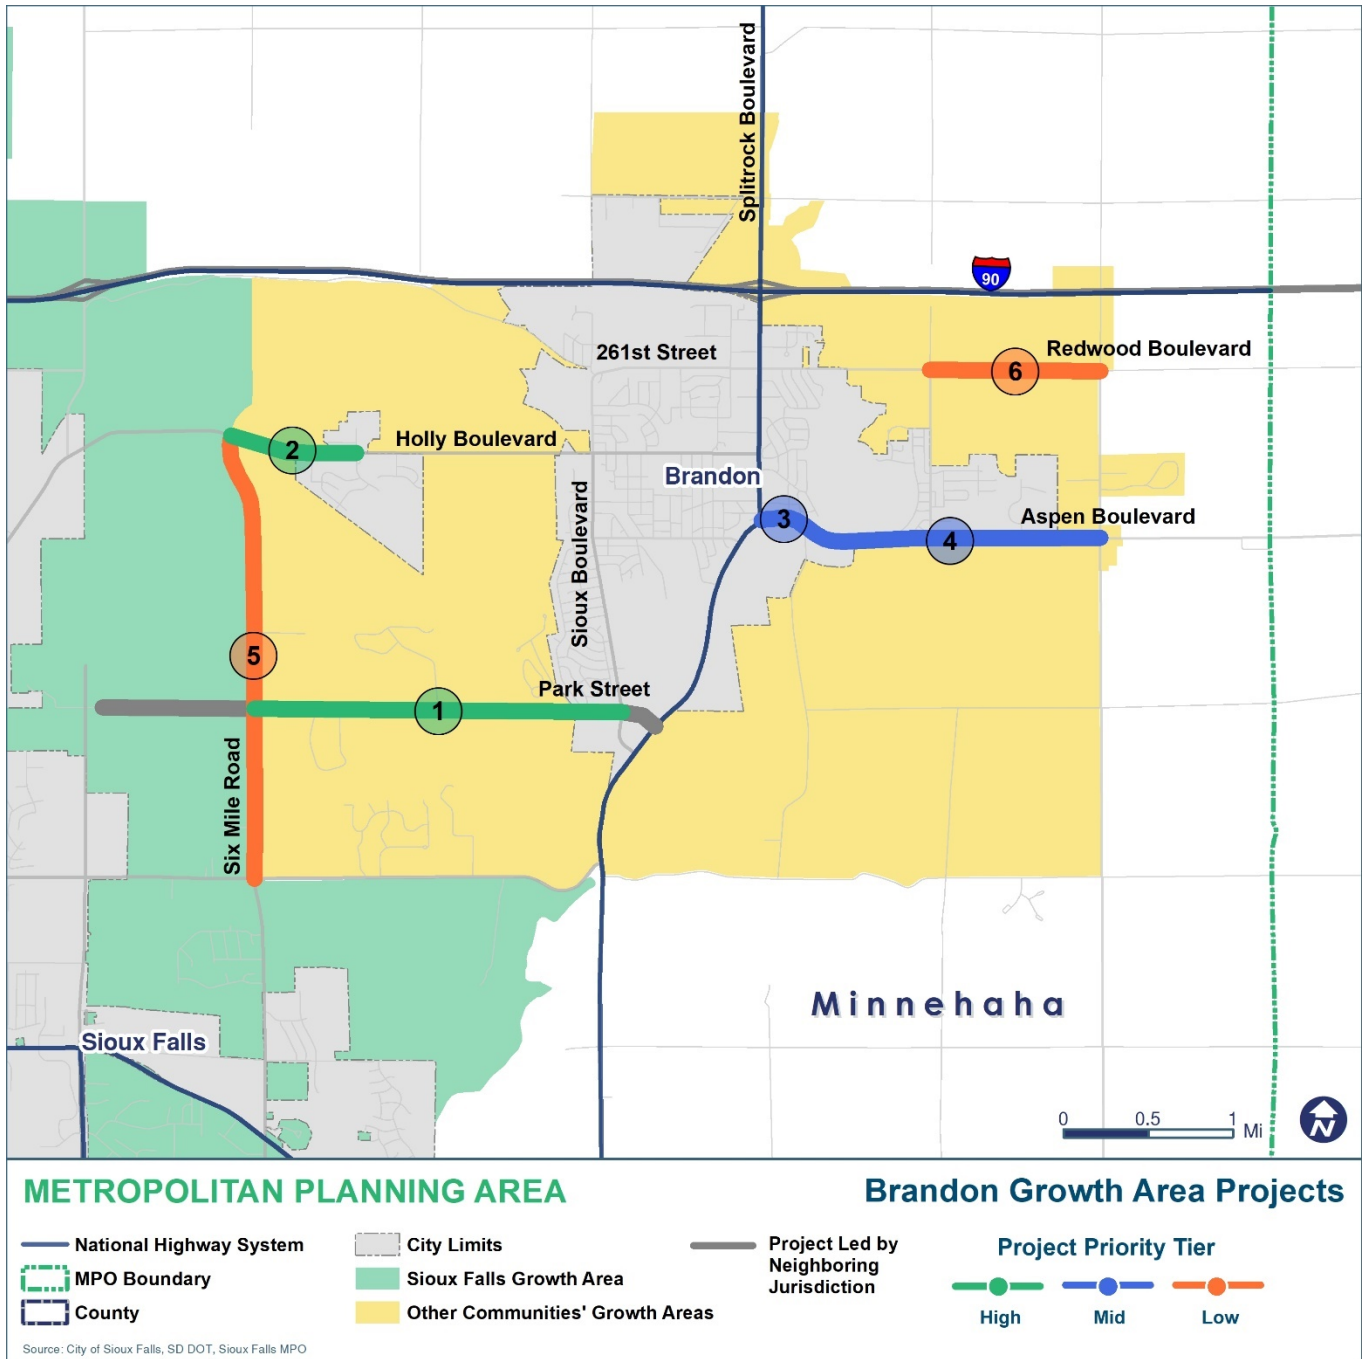 Splitrock Boulevard
90
261st Street
Redwood Boulevard
6
2
Holly Boulevard
Brandon
3
Aspen Boulevard
4
Sioux Boulevard
5
Park Street
1
Six Mile Road
Minnehaha
Sioux Falls
0 0.5 1
Mi
N
METROPOLITAN PLANNING AREA
Brandon Growth Area Projects
National Highway System
MPO Boundary
County
City Limits
Sioux Falls Growth Area
Other Communities' Growth Areas
Project Led by
Neighboring
Jurisdiction
Project Priority Tier
High Mid Low
Source: City of Sioux Falls, SD DOT, Sioux Falls MPO